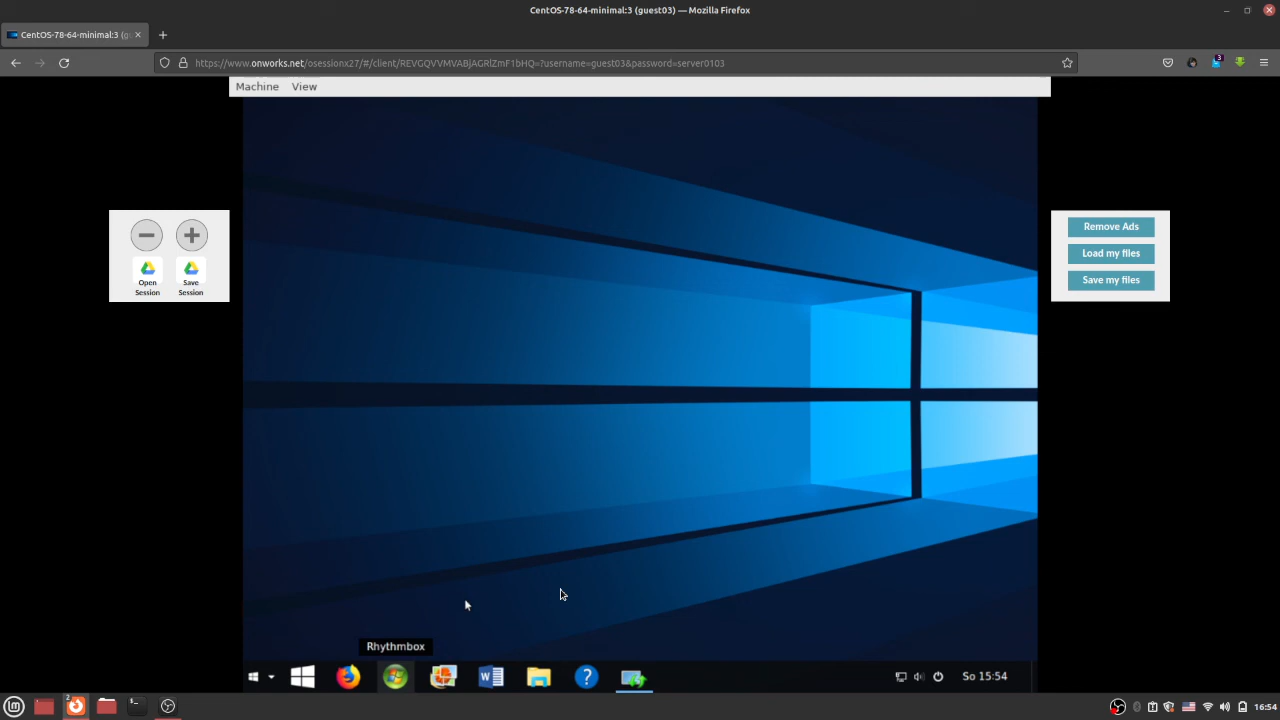 CentOS-78-64-minimal:3 (guest03) — Mozilla Firefox
CentOS-78-64-minimal:3 (g
https://www.onworks.net/osessionx27/#/client/REVGQVVMVABjAGRlZmF1bHQ=?username=guest03&password=server0103
3
Machine View
Open Session
Save Session
Remove Ads
Load my files
Save my files
Rhythmbox
So 15:54
2
16:54